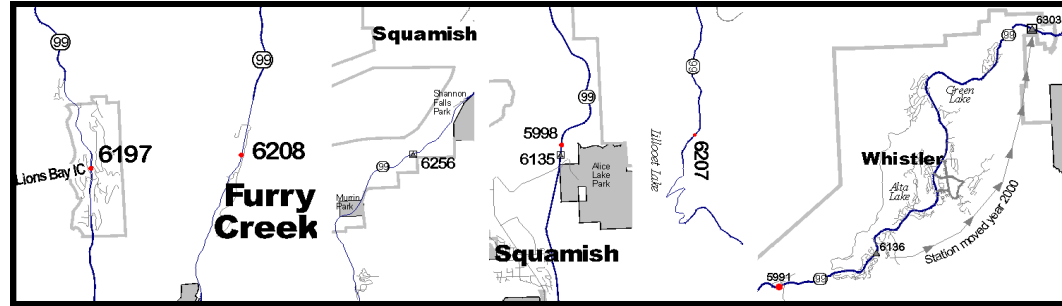 99
6197
Lions Bay IC
99
6208
Furry
Creek
Squamish
Shannon
Falls
Park
6256
99
Murrin
Park
99
5998
6135
Alice
Lake
Park
Squamish
99
6207
Lillooet Lake
6303
99
Green
Lake
Whistler
Alta
Lake
Station moved year 2000
6136
5991
99